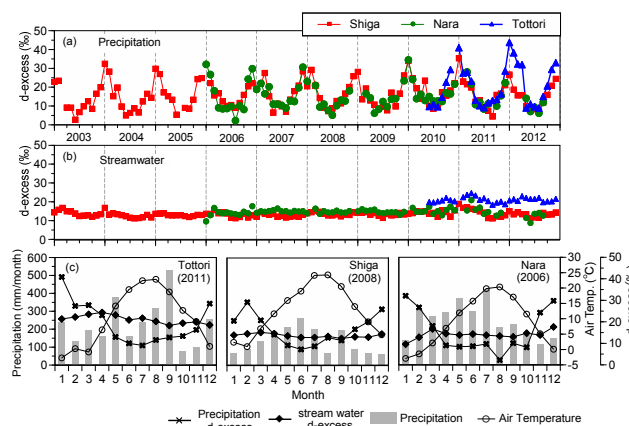 Shiga Nara Tottori
(a) Precipitation
d-excess (‰)
50
40
30
20
10
0
2003 2004 2005 2006 2007 2008 2009 2010 2011 2012
(b) Streamwater
d-excess (‰)
50
40
30
20
10
0
(c) Tottori (2011)
Shiga (2008)
Nara (2006)
Precipitation (mm/month)
600
500
400
300
200
100
0
1 2 3 4 5 6 7 8 9 10 11 12
1 2 3 4 5 6 7 8 9 10 11 12
1 2 3 4 5 6 7 8 9 10 11 12
Month
30
25
20
15
10
5
0
-5
Air Temp. (°C)
50
40
30
20
10
0
d-excess (‰)
Precipitation d-excess
stream water d-excess
Precipitation
Air Temperature